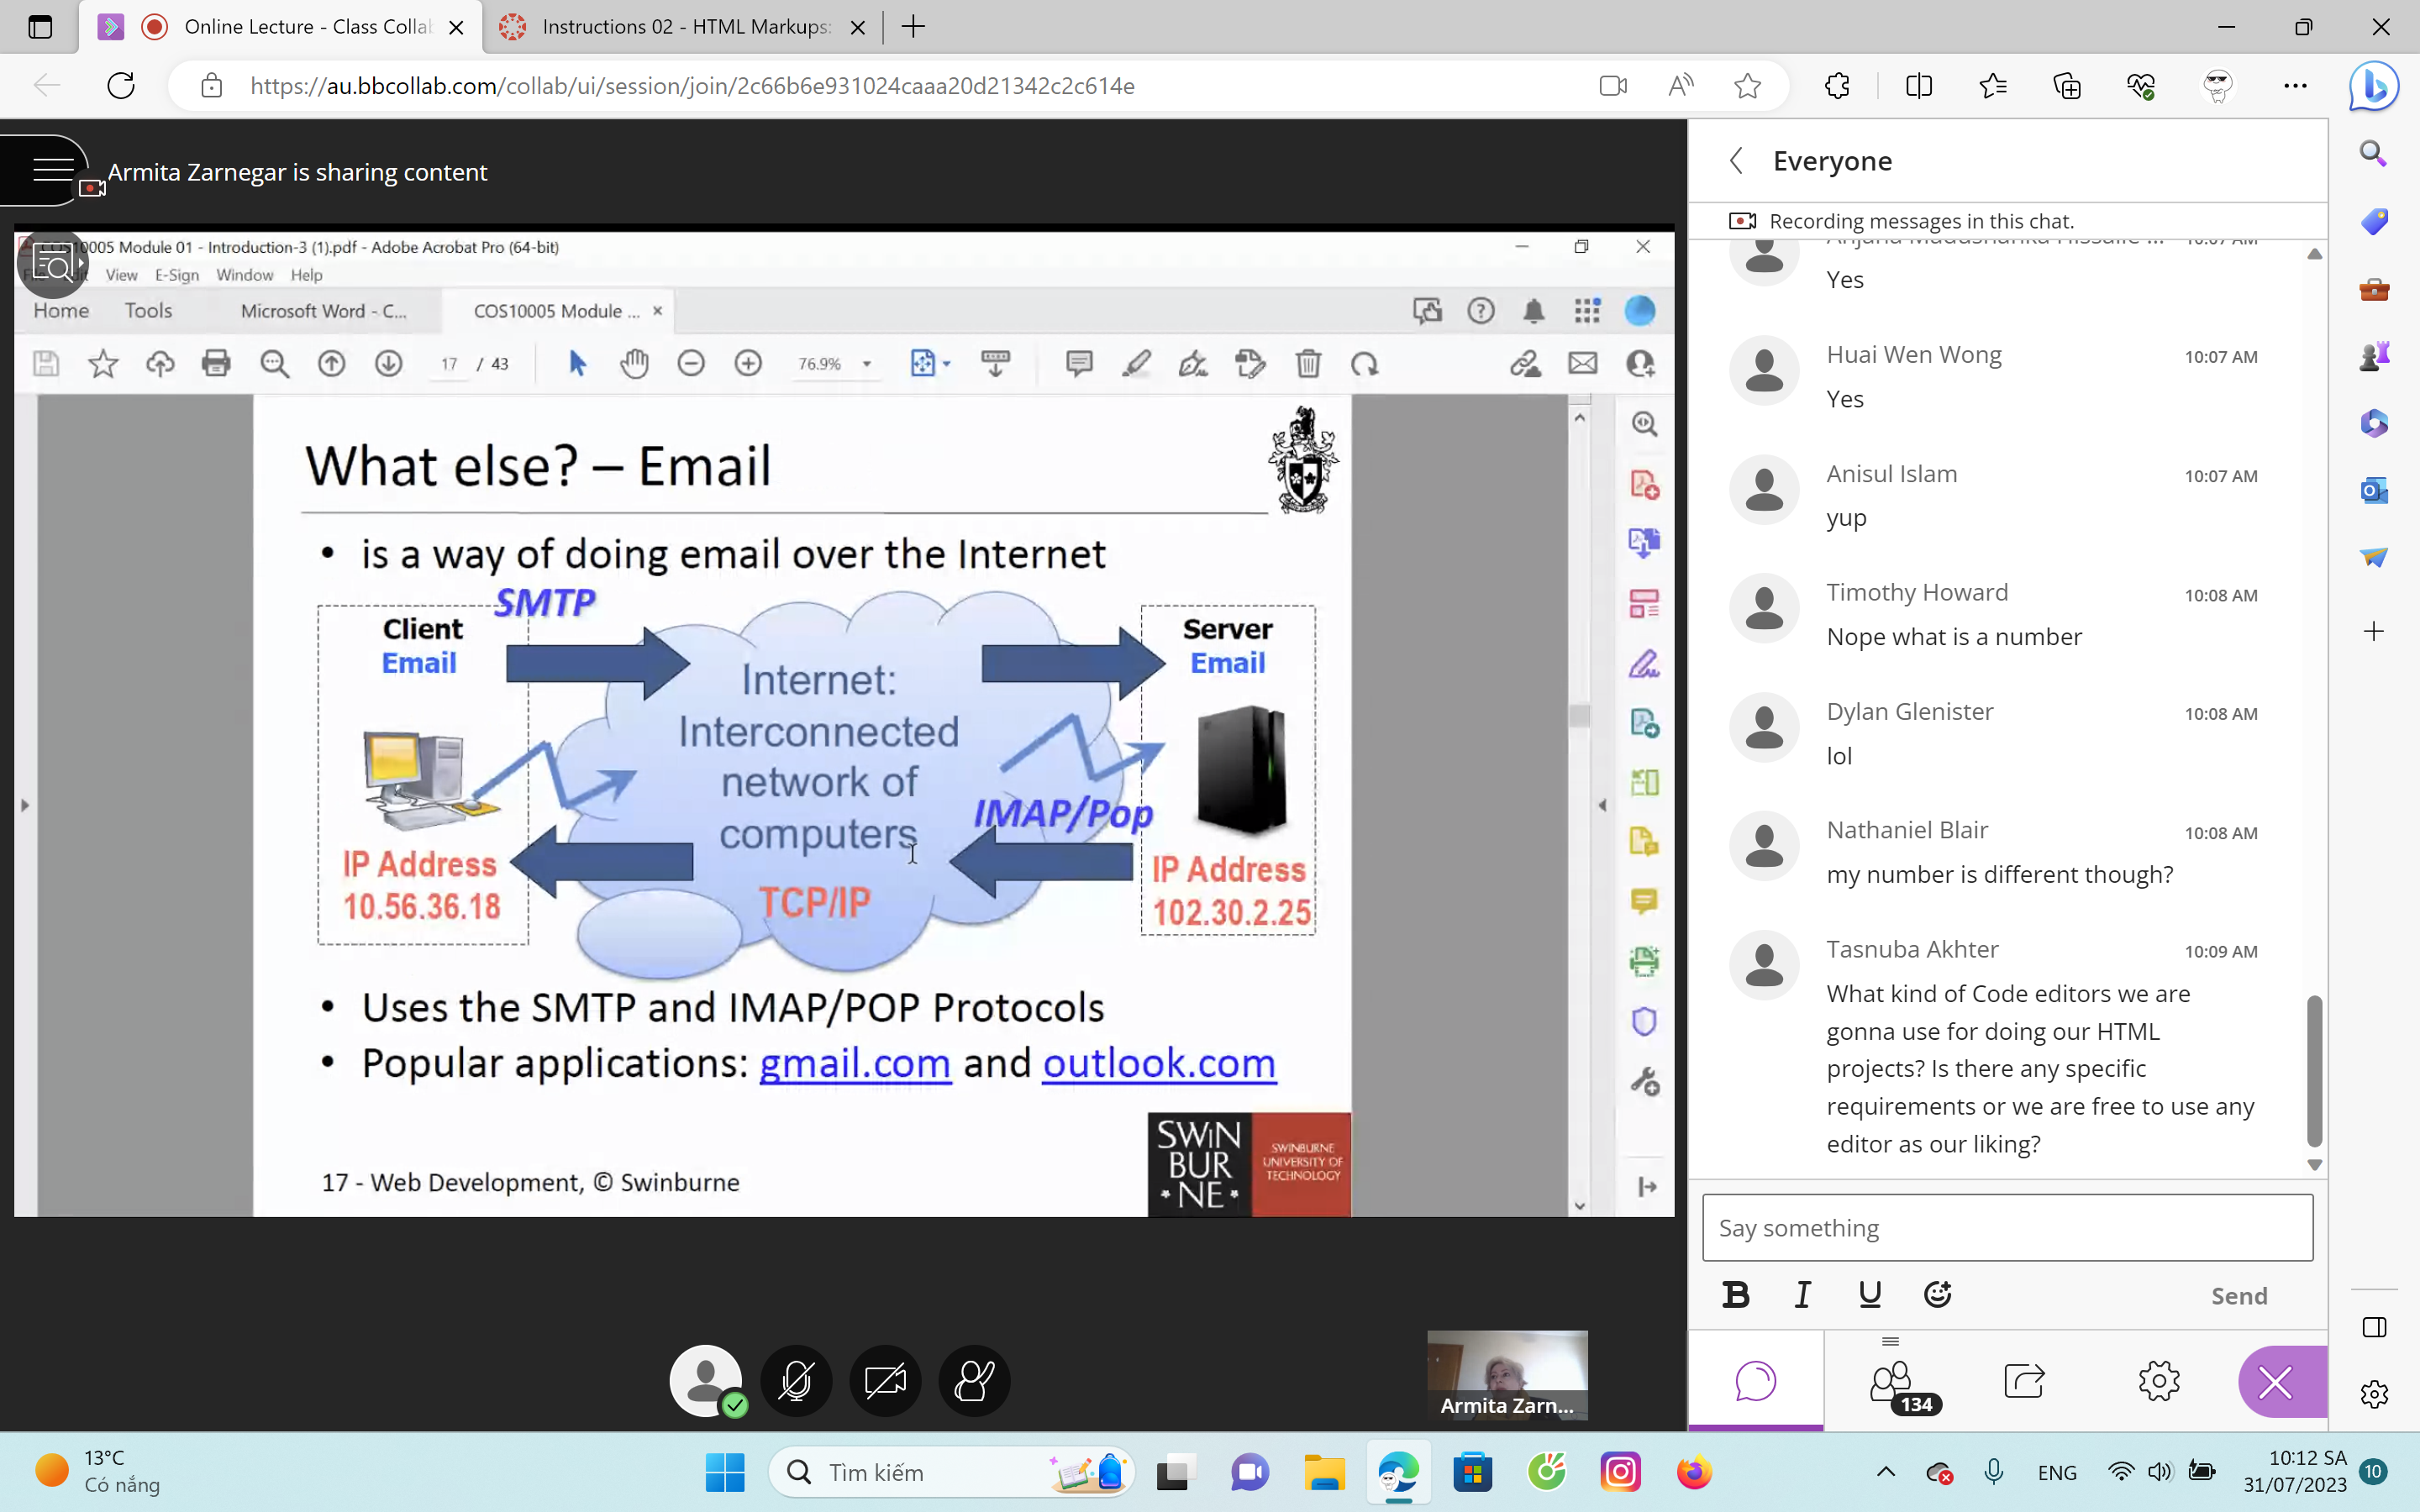 Online Lecture - Class Collab
Instructions 02 - HTML Markups:
https://au.bbcollab.com/collab/ui/session/join/2c66b6e931024caaa20d21342c2c614e
Armita Zarnegar is sharing content
10005 Module 01 - Introduction-3 (1).pdf - Adobe Acrobat Pro (64-bit)
View E-Sign Window Help
Home Tools Microsoft Word - C... COS10005 Module ...
17 / 43 76.9%
What else? – Email
• is a way of doing email over the Internet
SMTP
Client
Email
Server
Email
Internet:
Interconnected
network of
computers
IMAP/Pop
IP Address
10.56.36.18
TCP/IP
IP Address
102.30.2.25
• Uses the SMTP and IMAP/POP Protocols
• Popular applications: gmail.com and outlook.com
SWIN
BUR
* NE *
SWINBURNE
UNIVERSITY OF
TECHNOLOGY
17 - Web Development, © Swinburne
Armita Zarn...
Everyone
Recording messages in this chat.
10:07 AM
Yes
Huai Wen Wong 10:07 AM
Yes
Anisul Islam 10:07 AM
yup
Timothy Howard 10:08 AM
Nope what is a number
Dylan Glenister 10:08 AM
lol
Nathaniel Blair 10:08 AM
my number is different though?
Tasnuba Akhter 10:09 AM
What kind of Code editors we are
gonna use for doing our HTML
projects? Is there any specific
requirements or we are free to use any
editor as our liking?
Say something
B I U Send
134
13°C
Có nắng
Tìm kiếm
ENG
10:12 SA
31/07/2023
10